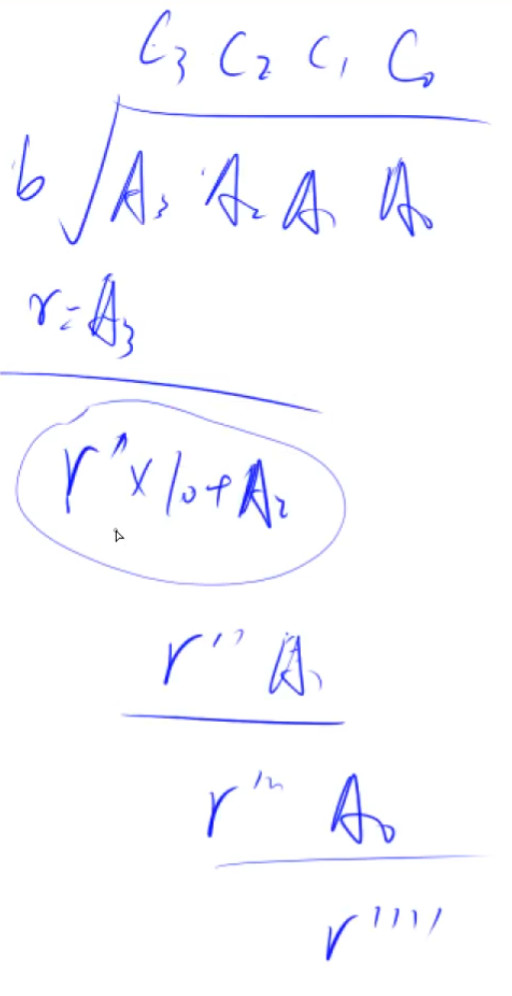 C₃ C₂ C₁ C₀
b A₃ A₂ A₁ A₀
r = A₃
r' × 10 + A₂
r'' A₁
r''' A₀
r''''